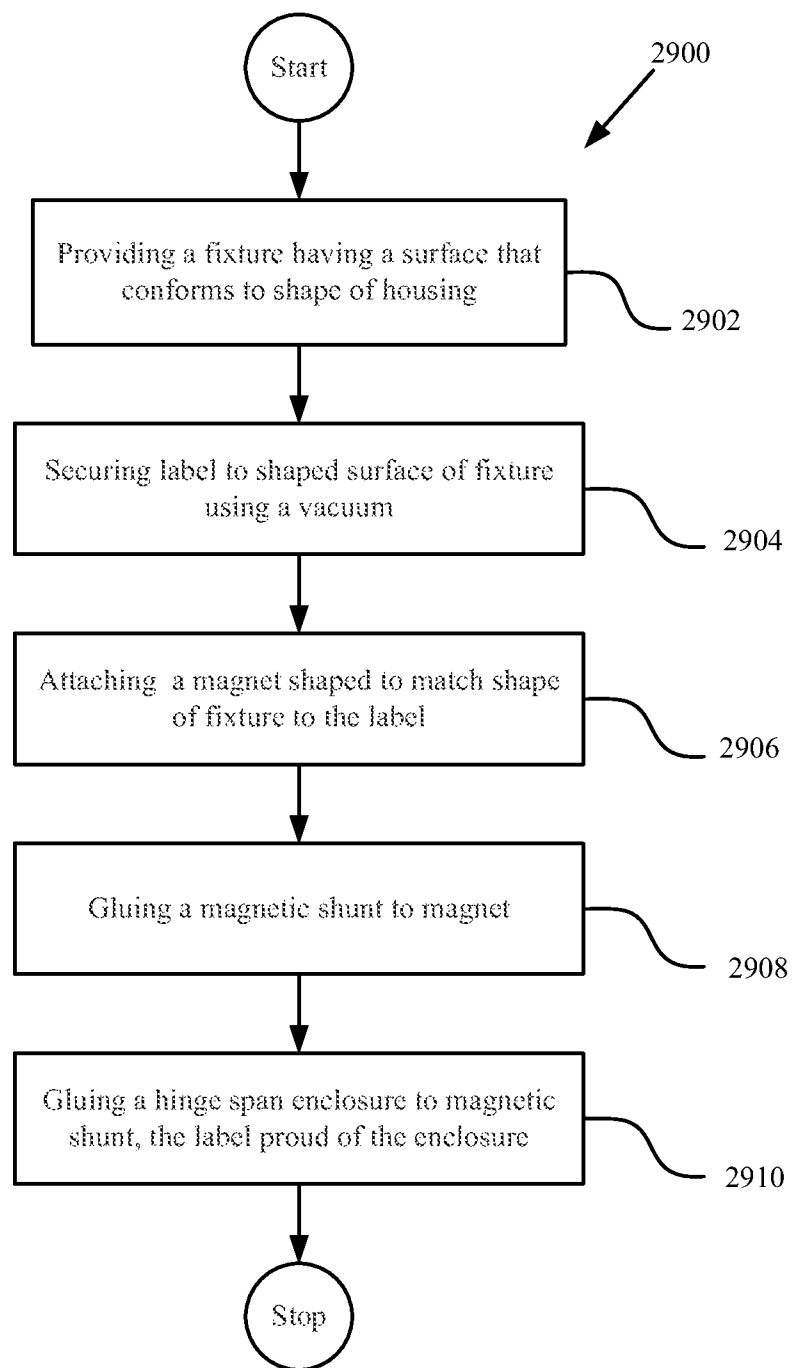 Start
2900
Providing a fixture having a surface that
conforms to shape of housing
2902
Securing label to shaped surface of fixture
using a vacuum
2904
Attaching a magnet shaped to match shape
of fixture to the label
2906
Gluing a magnetic shunt to magnet
2908
Gluing a hinge span enclosure to magnetic
shunt, the label proud of the enclosure
2910
Stop